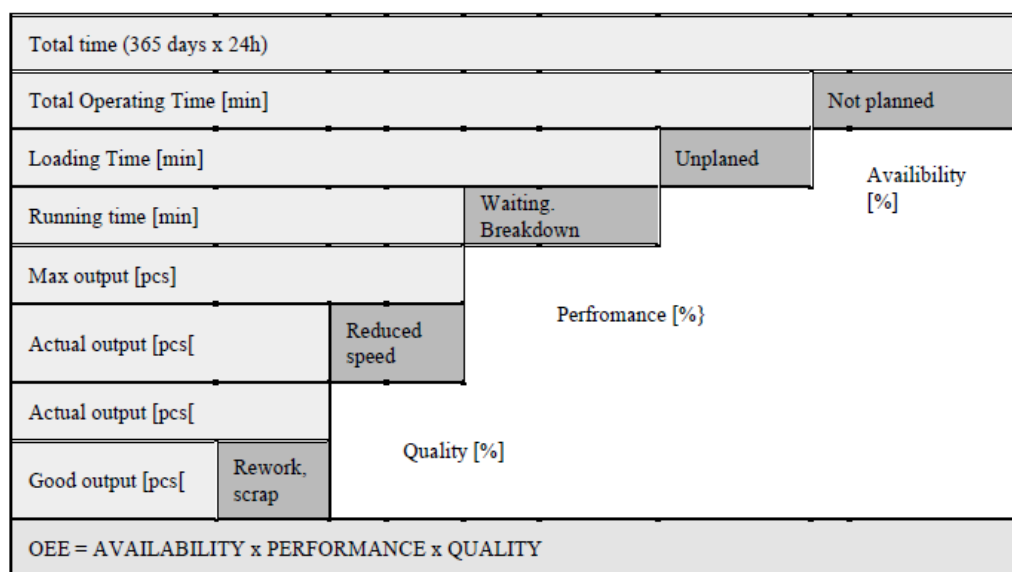 Total time (365 days x 24h)
Total Operating Time [min]
Not planned
Loading Time [min]
Unplaned
Availibility
[%]
Running time [min]
Waiting.
Breakdown
Max output [pcs]
Perfromance [%}
Actual output [pcs[
Reduced
speed
Actual output [pcs[
Quality [%]
Good output [pcs[
Rework,
scrap
OEE = AVAILABILITY x PERFORMANCE x QUALITY